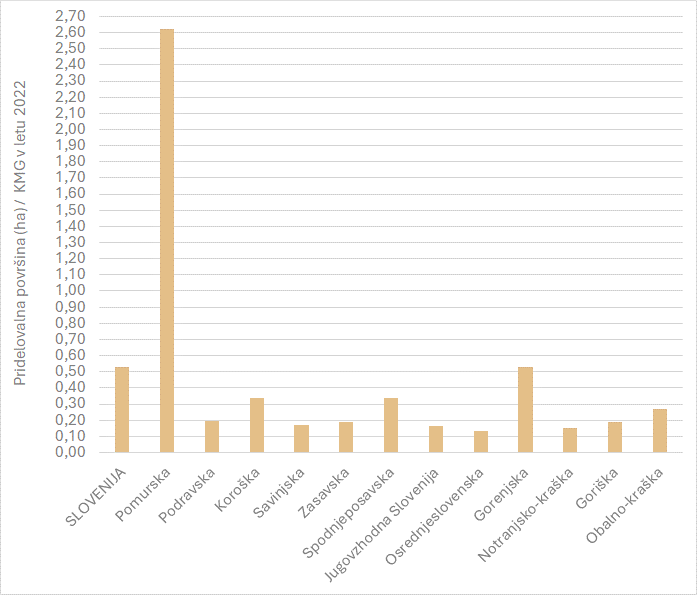 Pridelovalna površina (ha) / KMG v letu 2022
2,70
2,60
2,50
2,40
2,30
2,20
2,10
2,00
1,90
1,80
1,70
1,60
1,50
1,40
1,30
1,20
1,10
1,00
0,90
0,80
0,70
0,60
0,50
0,40
0,30
0,20
0,10
0,00
SLOVENIJA
Pomurska
Podravska
Koroška
Savinjska
Zasavska
Spodnjeposavska
Jugovzhodna Slovenija
Osrednjeslovenska
Gorenjska
Notranjsko-kraška
Goriška
Obalno-kraška